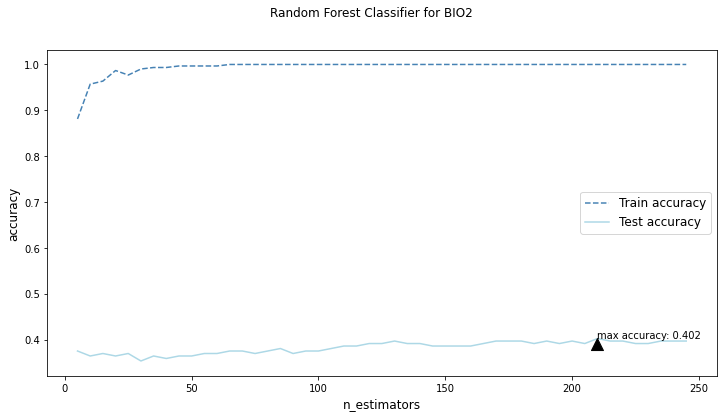 Random Forest Classifier for BIO2
1.0
0.9
0.8
0.7
0.6
0.5
0.4
accuracy
Train accuracy
Test accuracy
max accuracy: 0.402
0 50 100 150 200 250
n_estimators